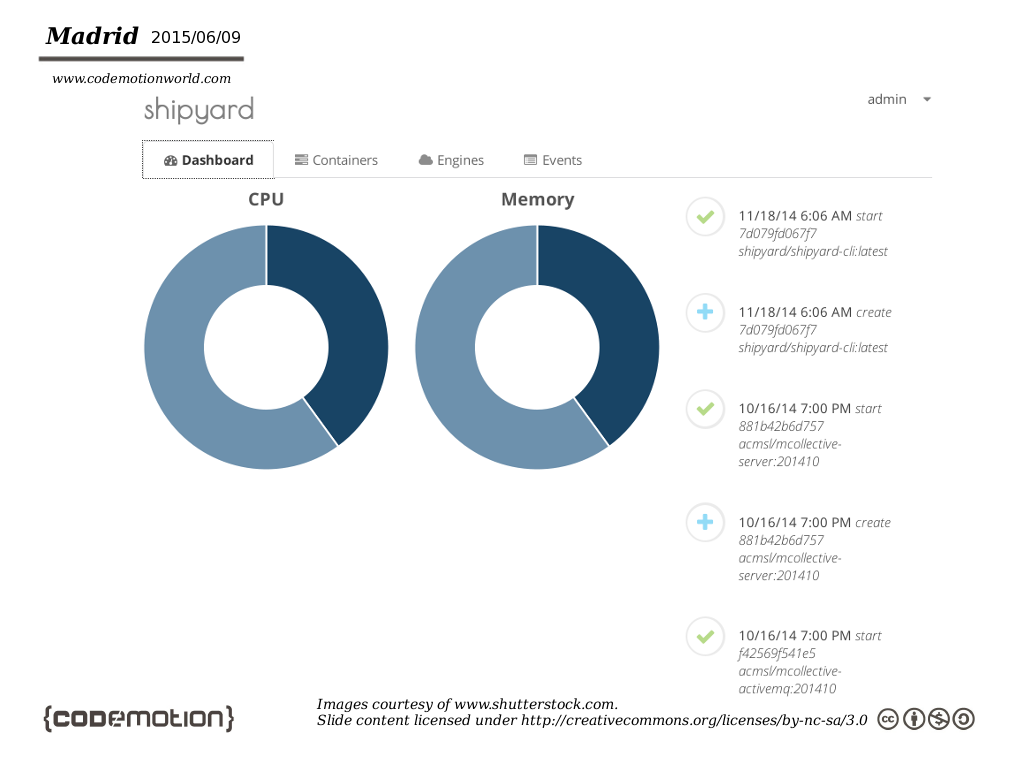 Madrid 2015/06/09
www.codemotionworld.com
shipyard
admin
Dashboard Containers Engines Events
CPU
Memory
11/18/14 6:06 AM start
7d079fd067f7
shipyard/shipyard-cli:latest
11/18/14 6:06 AM create
7d079fd067f7
shipyard/shipyard-cli:latest
10/16/14 7:00 PM start
881b42b6d757
acmsl/mcollective-
server:201410
10/16/14 7:00 PM create
881b42b6d757
acmsl/mcollective-
server:201410
10/16/14 7:00 PM start
f42569f541e5
acmsl/mcollective-
activemq:201410
{CODEMOTION}
Images courtesy of www.shutterstock.com.
Slide content licensed under http://creativecommons.org/licenses/by-nc-sa/3.0
cc